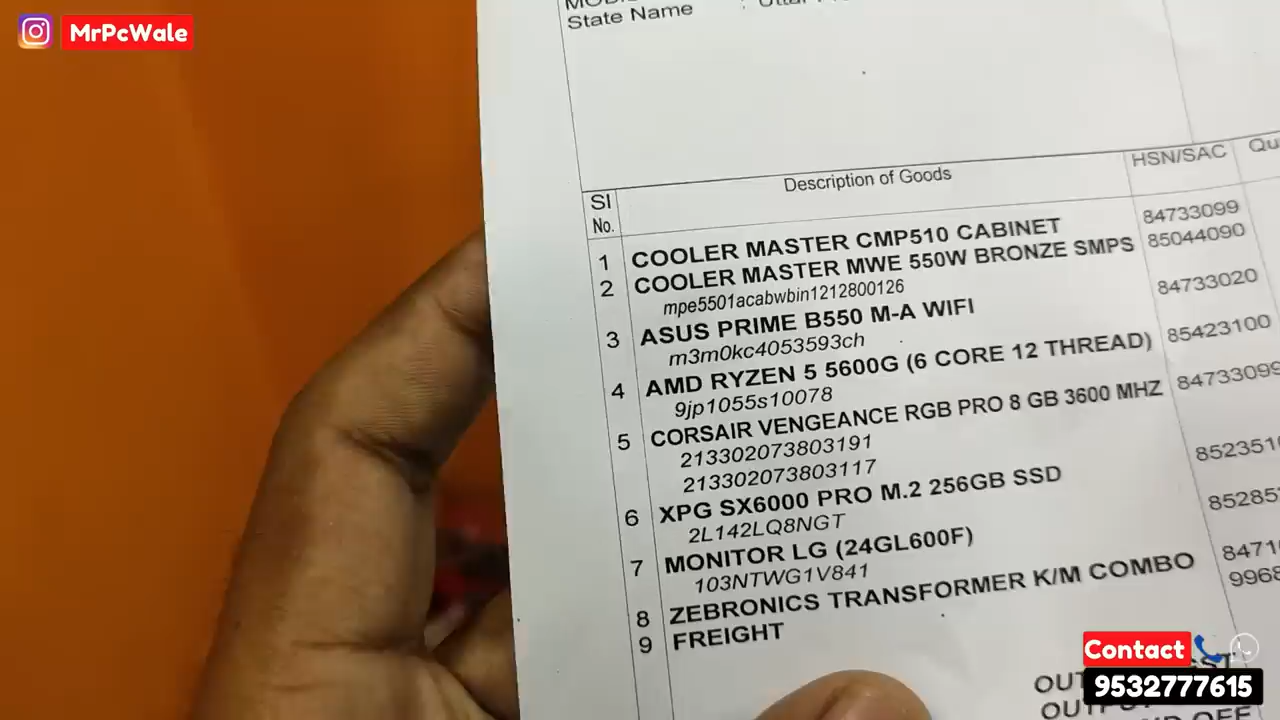 MrPcWale
State Name :
Description of Goods
HSN/SAC
SI
No.
1 COOLER MASTER CMP510 CABINET 84733099
2 COOLER MASTER MWE 550W BRONZE SMPS 85044090
mpe5501acabwbin1212800126
3 ASUS PRIME B550 M-A WIFI 84733020
m3m0kc4053593ch
4 AMD RYZEN 5 5600G (6 CORE 12 THREAD) 85423100
9jp1055s10078
5 CORSAIR VENGEANCE RGB PRO 8 GB 3600 MHZ 84733099
213302073803191
213302073803117
6 XPG SX6000 PRO M.2 256GB SSD
2L142LQ8NGT
7 MONITOR LG (24GL600F)
103NTWG1V841
8 ZEBRONICS TRANSFORMER K/M COMBO
9 FREIGHT
Contact
9532777615